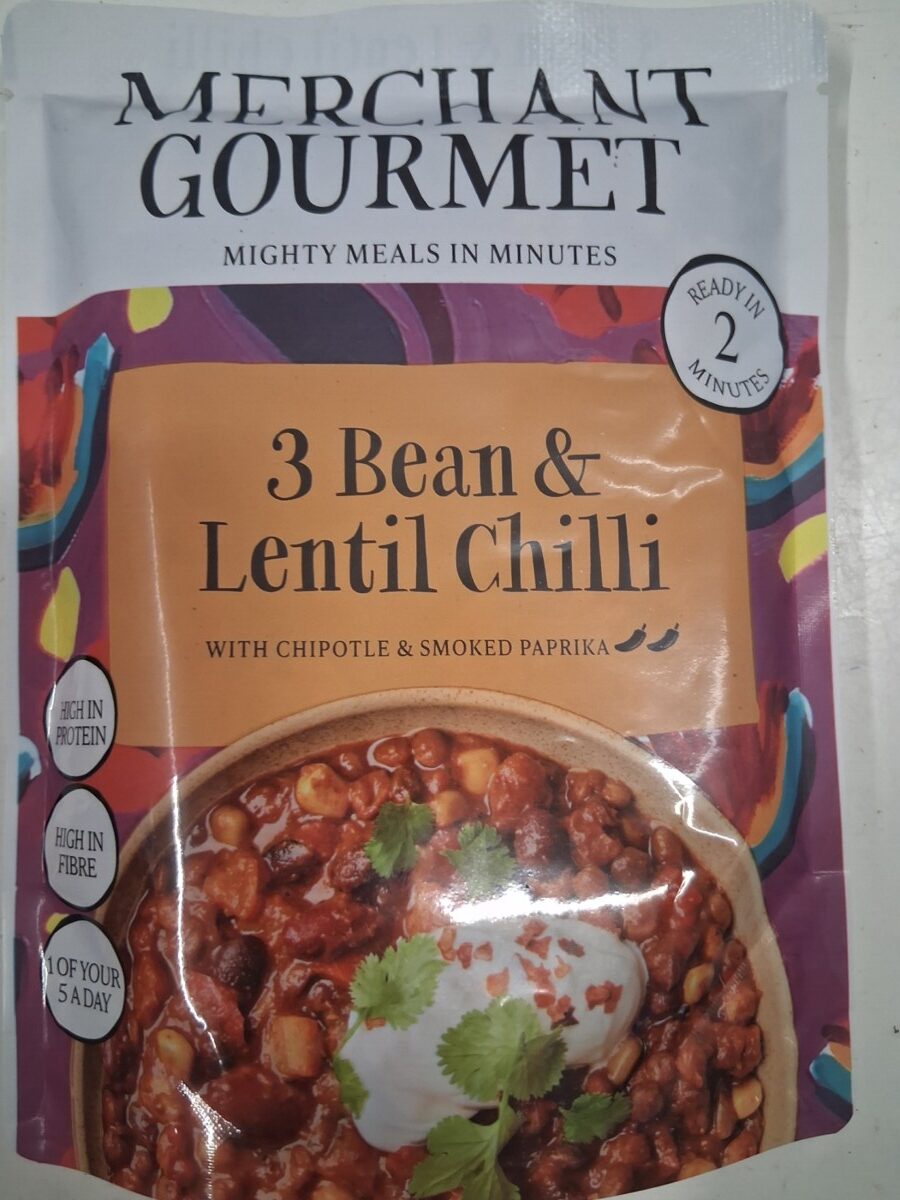 MERCHANT
GOURMET
MIGHTY MEALS IN MINUTES
READY IN
2
MINUTES
3 Bean &
Lentil Chilli
WITH CHIPOTLE & SMOKED PAPRIKA
HIGH IN
PROTEIN
HIGH IN
FIBRE
1 OF YOUR
5 A DAY